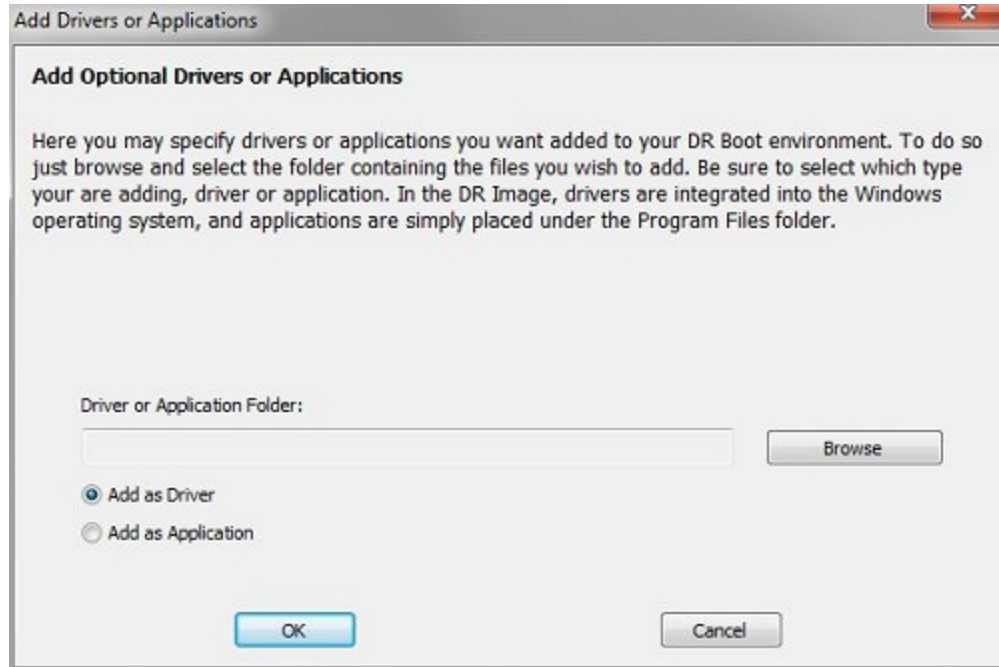 Add Drivers or Applications
Add Optional Drivers or Applications
Here you may specify drivers or applications you want added to your DR Boot environment. To do so
just browse and select the folder containing the files you wish to add. Be sure to select which type
your are adding, driver or application. In the DR Image, drivers are integrated into the Windows
operating system, and applications are simply placed under the Program Files folder.
Driver or Application Folder:
Browse
Add as Driver
Add as Application
OK
Cancel